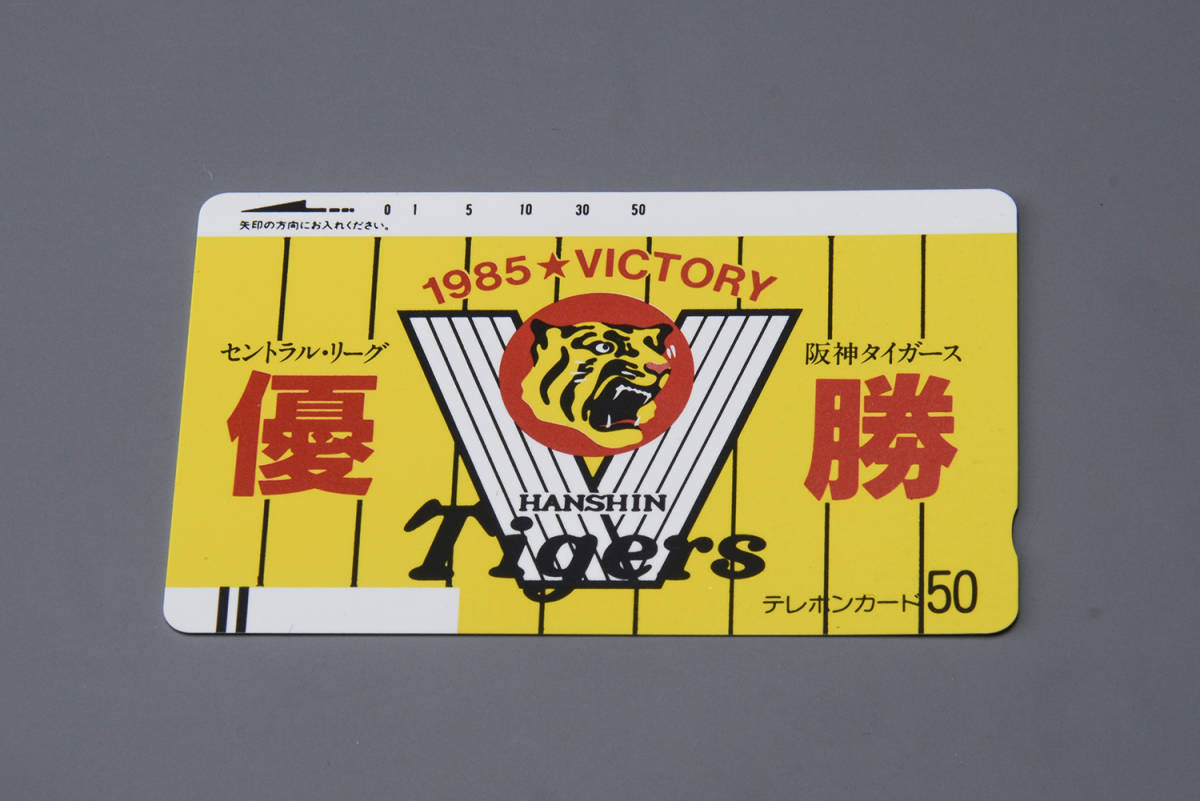 0 1 5 10 30 50
矢印の方向にお入れください。
1985★VICTORY
セントラル・リーグ
阪神タイガース
優勝
HANSHIN
Tigers
テレホンカード50